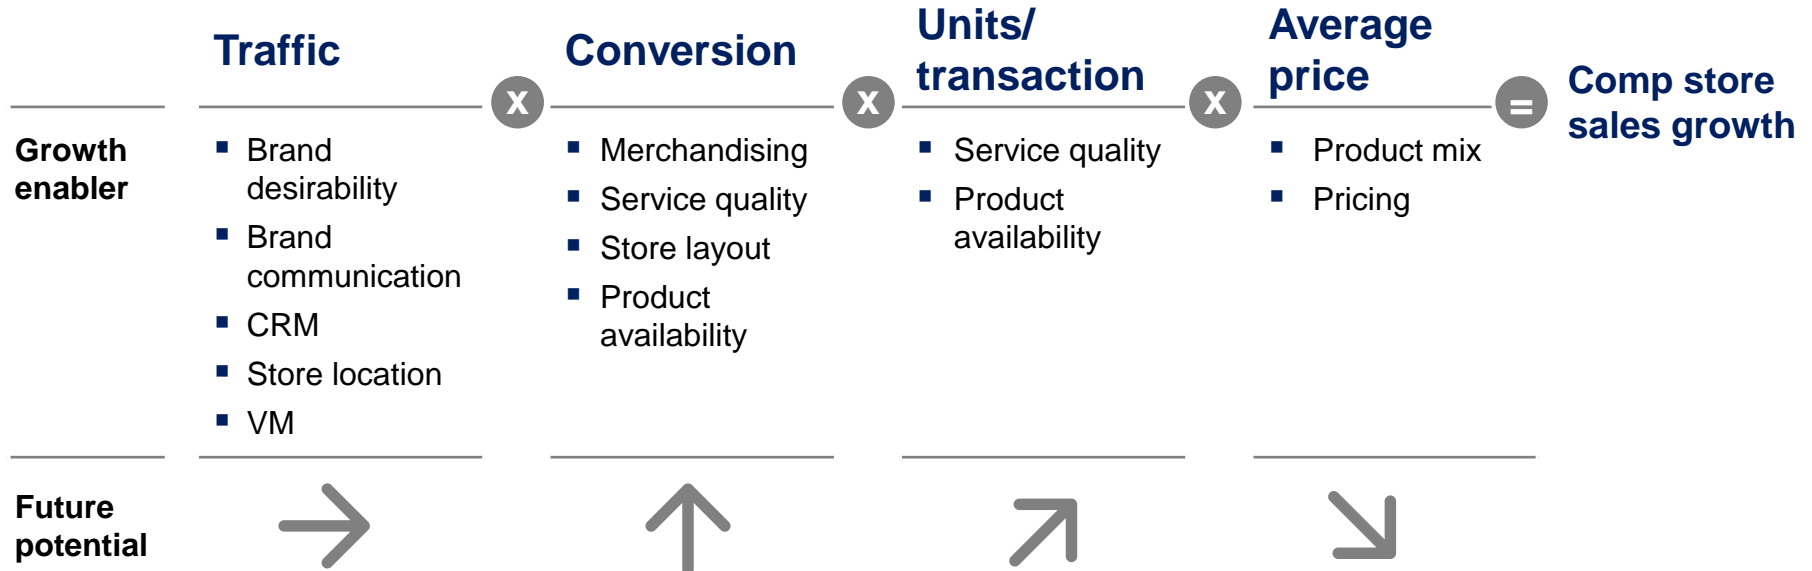 Traffic
Conversion
Units/
transaction
Average
price
x
x
x
=
Comp store
sales growth
Growth
enabler
Brand
desirability
Brand
communication
CRM
Store location
VM
Merchandising
Service quality
Store layout
Product
availability
Service quality
Product
availability
Product mix
Pricing
Future
potential